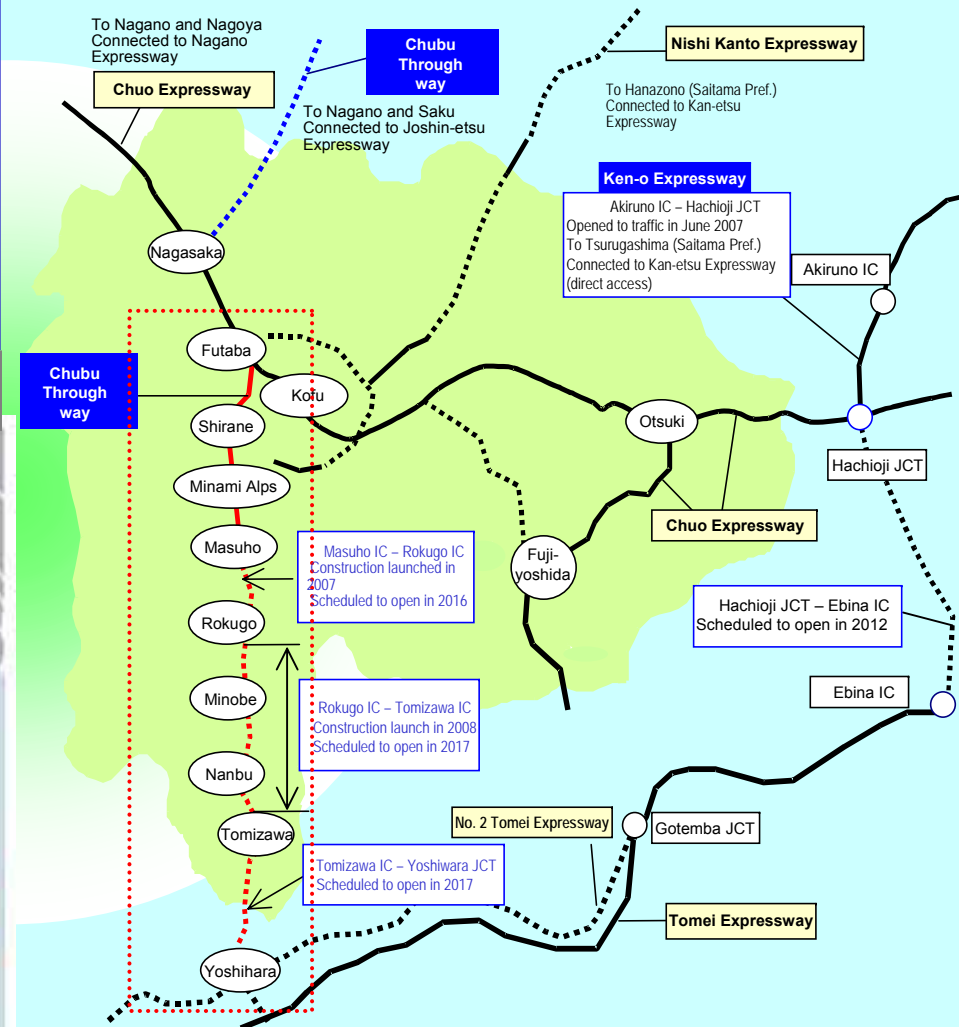 To Nagano and Nagoya
Connected to Nagano
Expressway
Chuo Expressway
Chubu
Through
way
To Nagano and Saku
Connected to Joshin-etsu
Expressway
Nishi Kanto Expressway
To Hanazono (Saitama Pref.)
Connected to Kan-etsu
Expressway
Ken-o Expressway
Akiruno IC – Hachioji JCT
Opened to traffic in June 2007
To Tsurugashima (Saitama Pref.)
Connected to Kan-etsu Expressway
(direct access)
Akiruno IC
Nagasaka
Futaba
Chubu
Through
way
Kofu
Shirane
Otsuki
Hachioji JCT
Minami Alps
Chuo Expressway
Masuho
Masuho IC – Rokugo IC
Construction launched in
2007
Scheduled to open in 2016
Fuji-
yoshida
Hachioji JCT – Ebina IC
Scheduled to open in 2012
Rokugo
Minobe
Rokugo IC – Tomizawa IC
Construction launch in 2008
Scheduled to open in 2017
Ebina IC
Nanbu
Tomizawa
No. 2 Tomei Expressway
Gotemba JCT
Tomizawa IC – Yoshiwara JCT
Scheduled to open in 2017
Tomei Expressway
Yoshihara